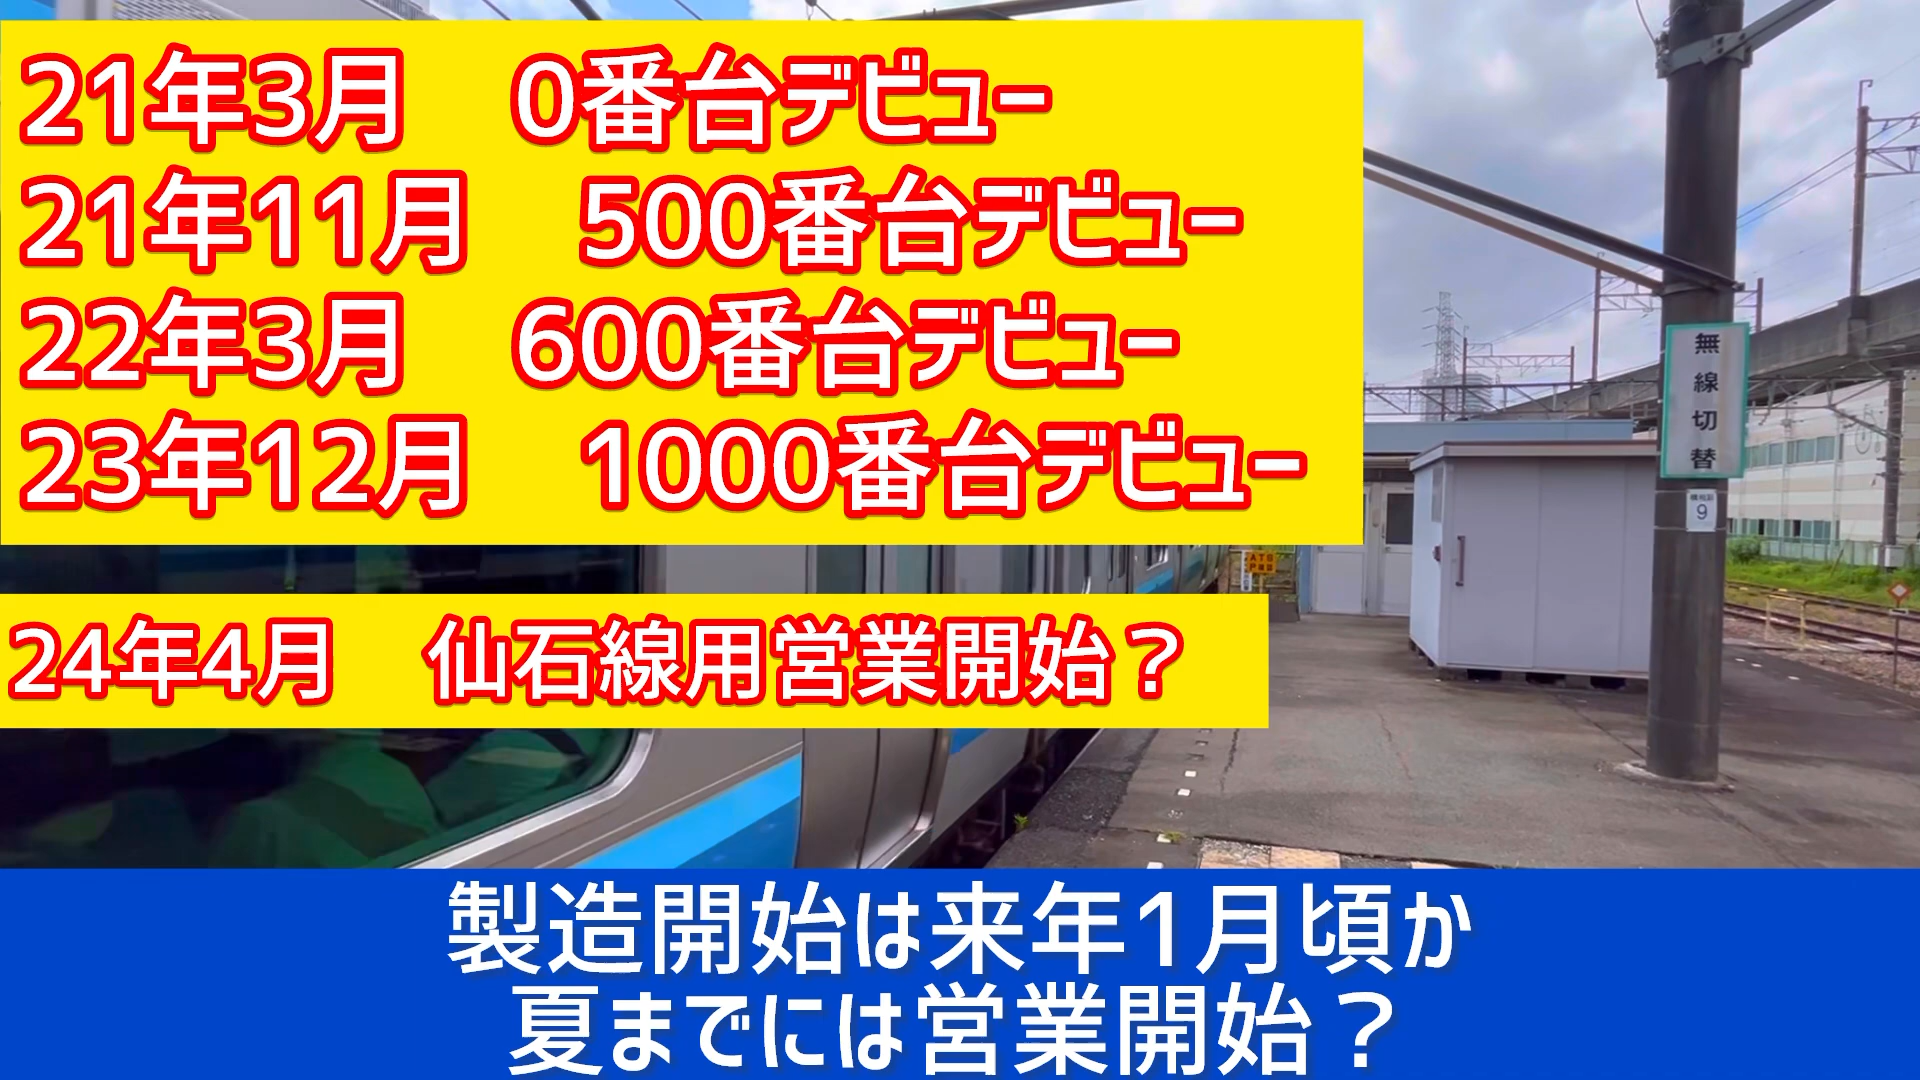 21年3月　0番台デビュー
21年11月　500番台デビュー
22年3月　600番台デビュー
23年12月　1000番台デビュー
24年4月　仙石線用営業開始？
無線切替
9
製造開始は来年1月頃か
夏までには営業開始？